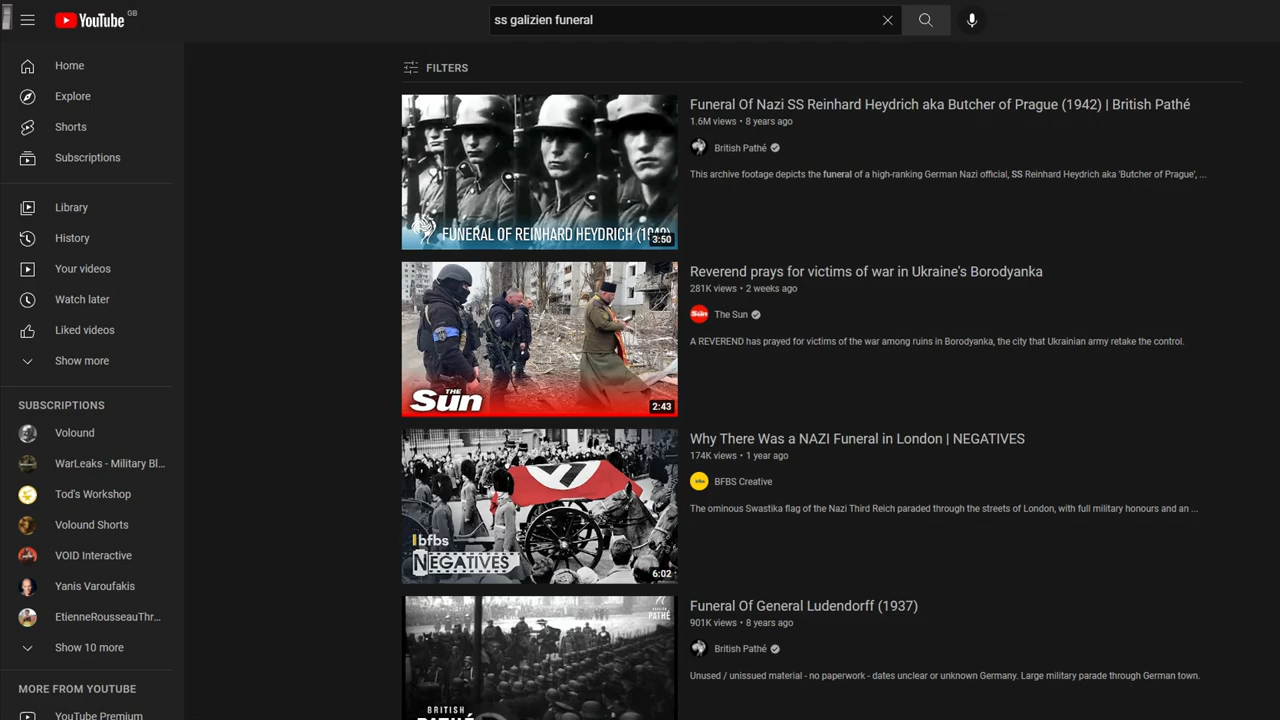 YouTube GB
ss galizien funeral
Home
Explore
Shorts
Subscriptions
Library
History
Your videos
Watch later
Liked videos
Show more
SUBSCRIPTIONS
Volound
WarLeaks - Military Bl...
Tod's Workshop
Volound Shorts
VOID Interactive
Yanis Varoufakis
EtienneRousseauThr...
Show 10 more
MORE FROM YOUTUBE
YouTube Premium
FILTERS
FUNERAL OF REINHARD HEYDRICH (1942)
3:50
Funeral Of Nazi SS Reinhard Heydrich aka Butcher of Prague (1942) | British Pathé
1.6M views • 8 years ago
British Pathé
This archive footage depicts the funeral of a high-ranking German Nazi official, SS Reinhard Heydrich aka 'Butcher of Prague', ...
THE Sun
2:43
Reverend prays for victims of war in Ukraine's Borodyanka
281K views • 2 weeks ago
The Sun
A REVEREND has prayed for victims of the war among ruins in Borodyanka, the city that Ukrainian army retake the control.
bfbs
NEGATIVES
6:02
Why There Was a NAZI Funeral in London | NEGATIVES
174K views • 1 year ago
BFBS Creative
The ominous Swastika flag of the Nazi Third Reich paraded through the streets of London, with full military honours and an ...
PATHÉ
BRITISH
PATHÉ
Funeral Of General Ludendorff (1937)
901K views • 8 years ago
British Pathé
Unused / unissued material - no paperwork - dates unclear or unknown Germany. Large military parade through German town.